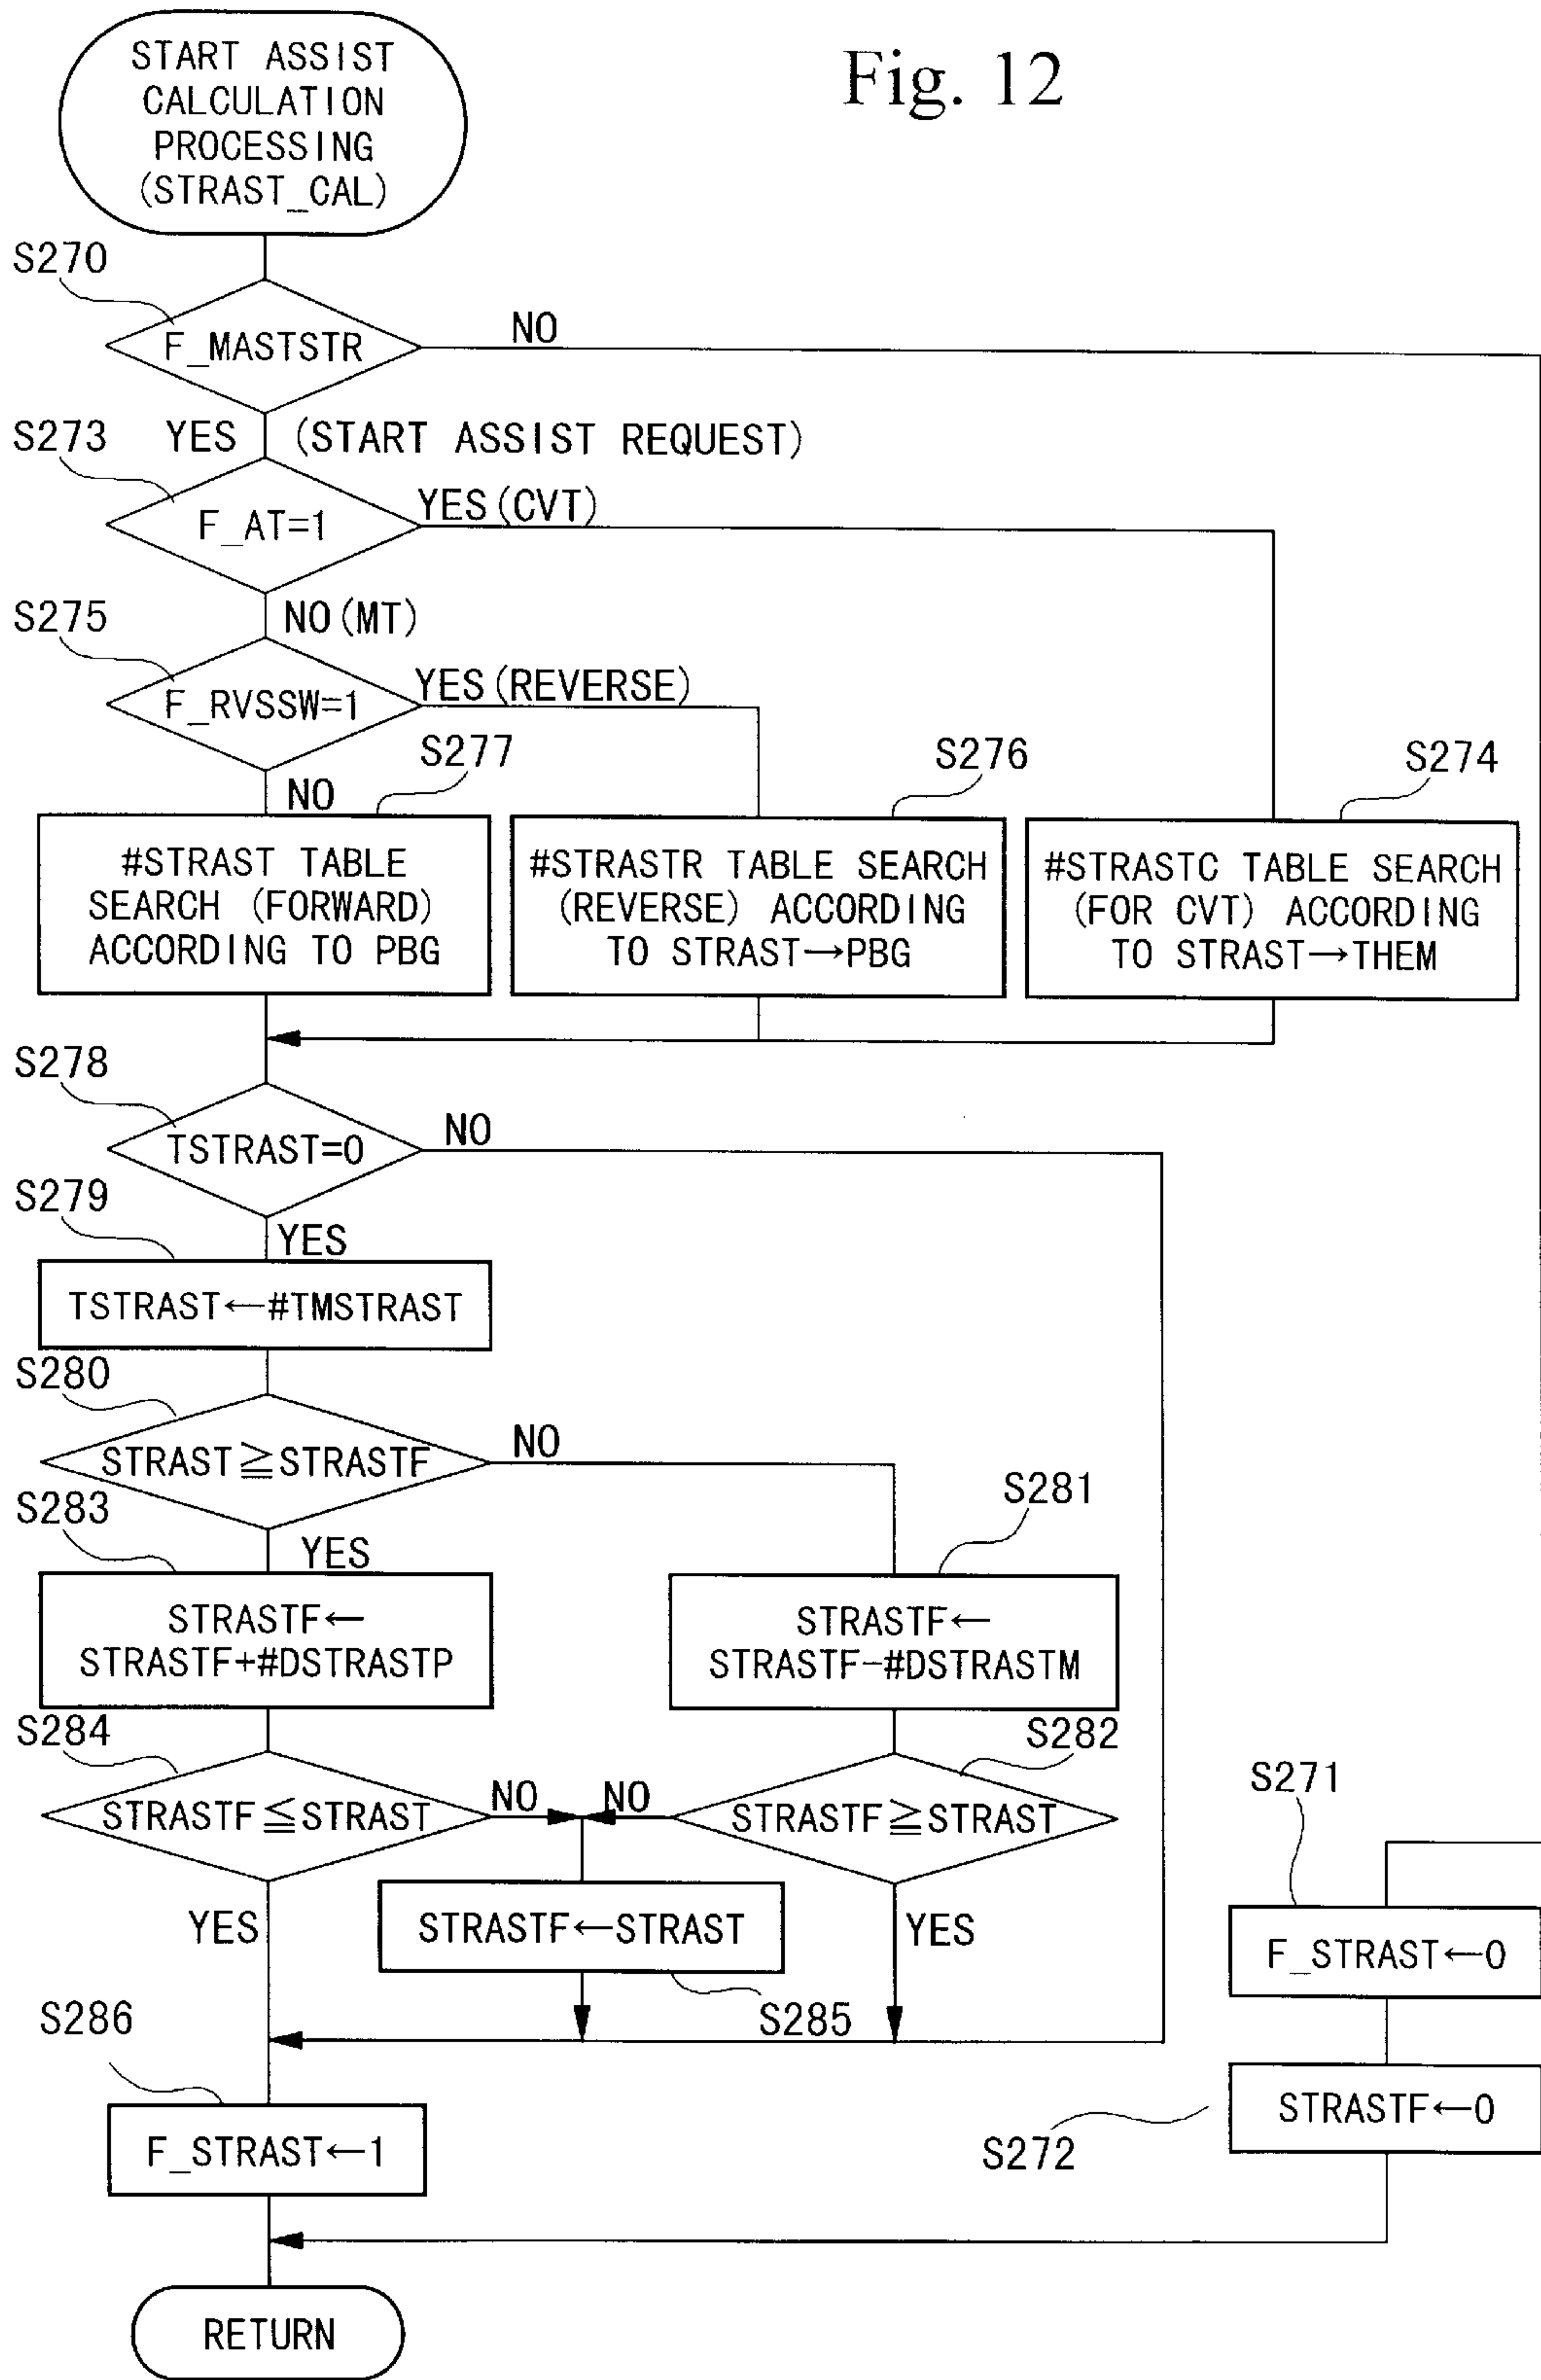 Fig. 12
START ASSIST
CALCULATION
PROCESSING
(STRAST_CAL)
S270
F_MASTSTR
NO
S273
YES
(START ASSIST REQUEST)
F_AT=1
YES(CVT)
S275
NO(MT)
F_RVSSW=1
YES(REVERSE)
NO
S277
#STRAST TABLE
SEARCH (FORWARD)
ACCORDING TO PBG
S276
#STRASTR TABLE SEARCH
(REVERSE) ACCORDING
TO STRAST→PBG
S274
#STRASTC TABLE SEARCH
(FOR CVT) ACCORDING
TO STRAST→THEM
S278
TSTRAST=0
NO
S279
YES
TSTRAST←#TMSTRAST
S280
STRAST≧STRASTF
NO
S283
YES
STRASTF←
STRASTF+#DSTRASTP
S281
STRASTF←
STRASTF-#DSTRASTM
S284
STRASTF≦STRAST
NO
S282
NO
STRASTF≧STRAST
YES
STRASTF←STRAST
YES
S285
S271
F_STRAST←0
S286
F_STRAST←1
S272
STRASTF←0
RETURN